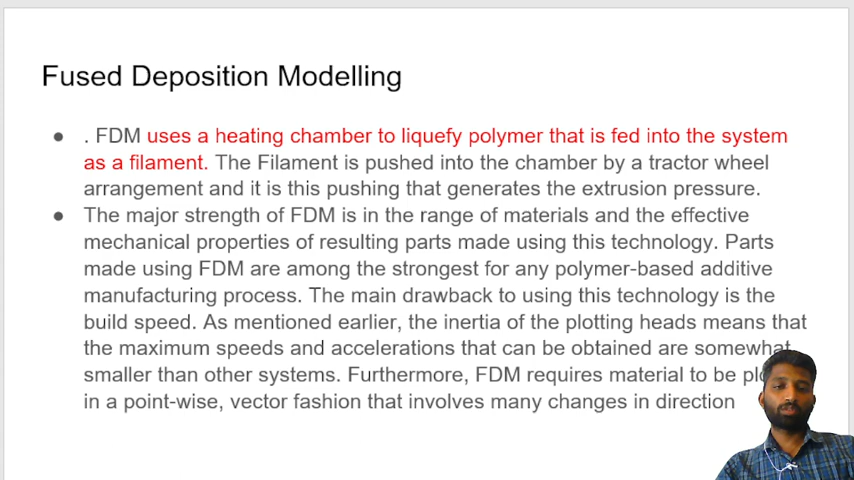 Fused Deposition Modelling
● . FDM uses a heating chamber to liquefy polymer that is fed into the system
as a filament. The Filament is pushed into the chamber by a tractor wheel
arrangement and it is this pushing that generates the extrusion pressure.
● The major strength of FDM is in the range of materials and the effective
mechanical properties of resulting parts made using this technology. Parts
made using FDM are among the strongest for any polymer-based additive
manufacturing process. The main drawback to using this technology is the
build speed. As mentioned earlier, the inertia of the plotting heads means that
the maximum speeds and accelerations that can be obtained are somewhat
smaller than other systems. Furthermore, FDM requires material to be
in a point-wise, vector fashion that involves many changes in direction